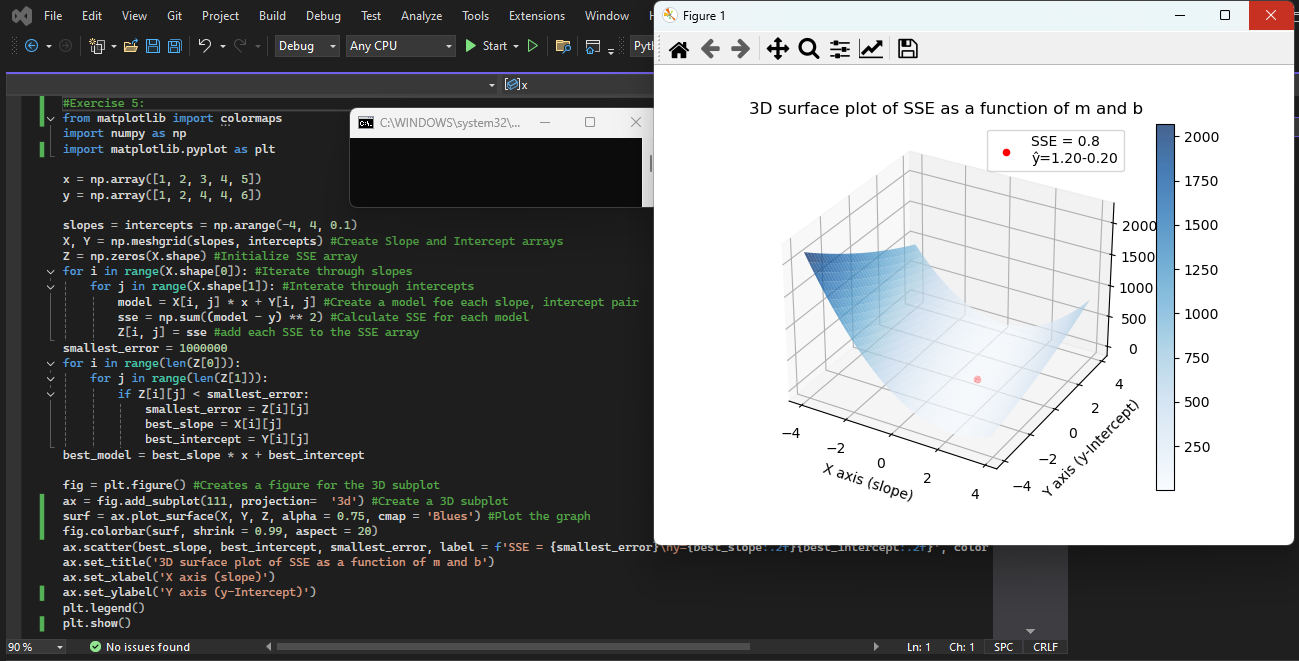 File Edit View Git Project Build Debug Test Analyze Tools Extensions Window
Debug Any CPU Start
x
#Exercise 5:
from matplotlib import colormaps
import numpy as np
import matplotlib.pyplot as plt
x = np.array([1, 2, 3, 4, 5])
y = np.array([1, 2, 4, 4, 6])
slopes = intercepts = np.arange(-4, 4, 0.1)
X, Y = np.meshgrid(slopes, intercepts) #Create Slope and Intercept arrays
Z = np.zeros(X.shape) #Initialize SSE array
for i in range(X.shape[0]): #Iterate through slopes
for j in range(X.shape[1]): #Interate through intercepts
model = X[i, j] * x + Y[i, j] #Create a model foe each slope, intercept pair
sse = np.sum((model - y) ** 2) #Calculate SSE for each model
Z[i, j] = sse #add each SSE to the SSE array
smallest_error = 1000000
for i in range(len(Z[0])):
for j in range(len(Z[1])):
if Z[i][j] < smallest_error:
smallest_error = Z[i][j]
best_slope = X[i][j]
best_intercept = Y[i][j]
best_model = best_slope * x + best_intercept
fig = plt.figure() #Creates a figure for the 3D subplot
ax = fig.add_subplot(111, projection=  '3d') #Create a 3D subplot
surf = ax.plot_surface(X, Y, Z, alpha = 0.75, cmap = 'Blues') #Plot the graph
fig.colorbar(surf, shrink = 0.99, aspect = 20)
ax.scatter(best_slope, best_intercept, smallest_error, label = f'SSE = {smallest_error}\nŷ={best_slope:.2f}{best_intercept:.2f}', color
ax.set_title('3D surface plot of SSE as a function of m and b')
ax.set_xlabel('X axis (slope)')
ax.set_ylabel('Y axis (y-Intercept)')
plt.legend()
plt.show()
90 % No issues found Ln: 1 Ch: 1 SPC CRLF
C:\WINDOWS\system32\...
Figure 1
3D surface plot of SSE as a function of m and b
SSE = 0.8
ŷ=1.20-0.20
2000
1500
1000
500
0
−4
−2
0
2
4
X axis (slope)
−4
−2
0
2
4
Y axis (y-Intercept)
2000
1750
1500
1250
1000
750
500
250